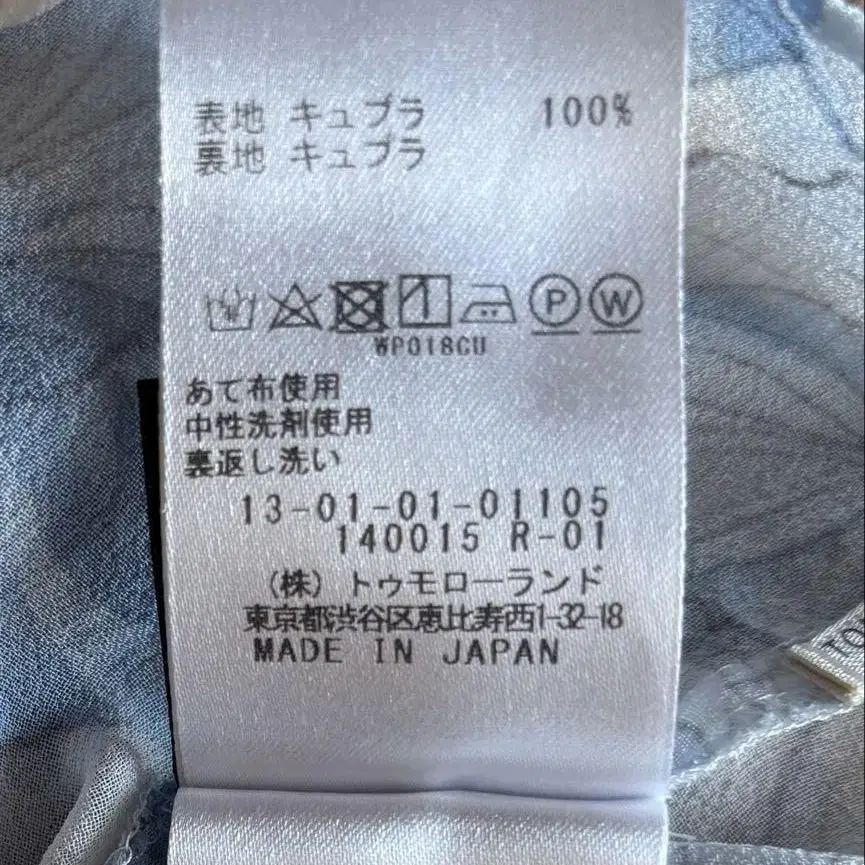 表地 キュプラ 100%
裏地 キュプラ
P W
WP018CU
あて布使用
中性洗剤使用
裏返し洗い
13-01-01-01105
140015 R-01
(株) トゥモローランド
東京都渋谷区恵比寿西1-32-18
MADE IN JAPAN